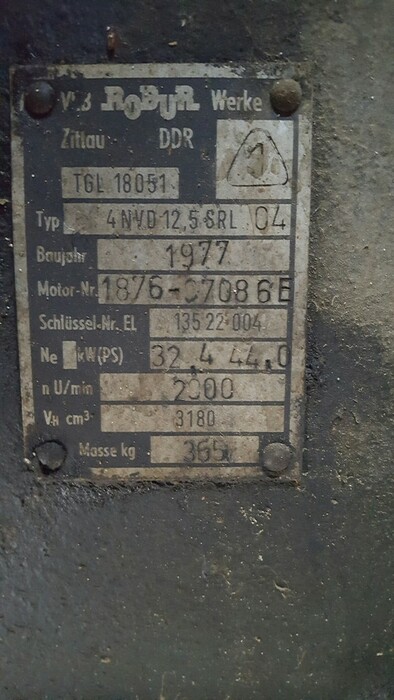 VEB ROBUR Werke
Zittau DDR
1
TGL 18051
Typ 4 NVD 12,5 SRL 04
Baujahr 1977
Motor-Nr. 1876-07086E
Schlüssel-Nr. EL 13522-004
Ne kW(PS) 32.4 44.0
n U/min 2000
VH cm³ 3180
Masse kg 365